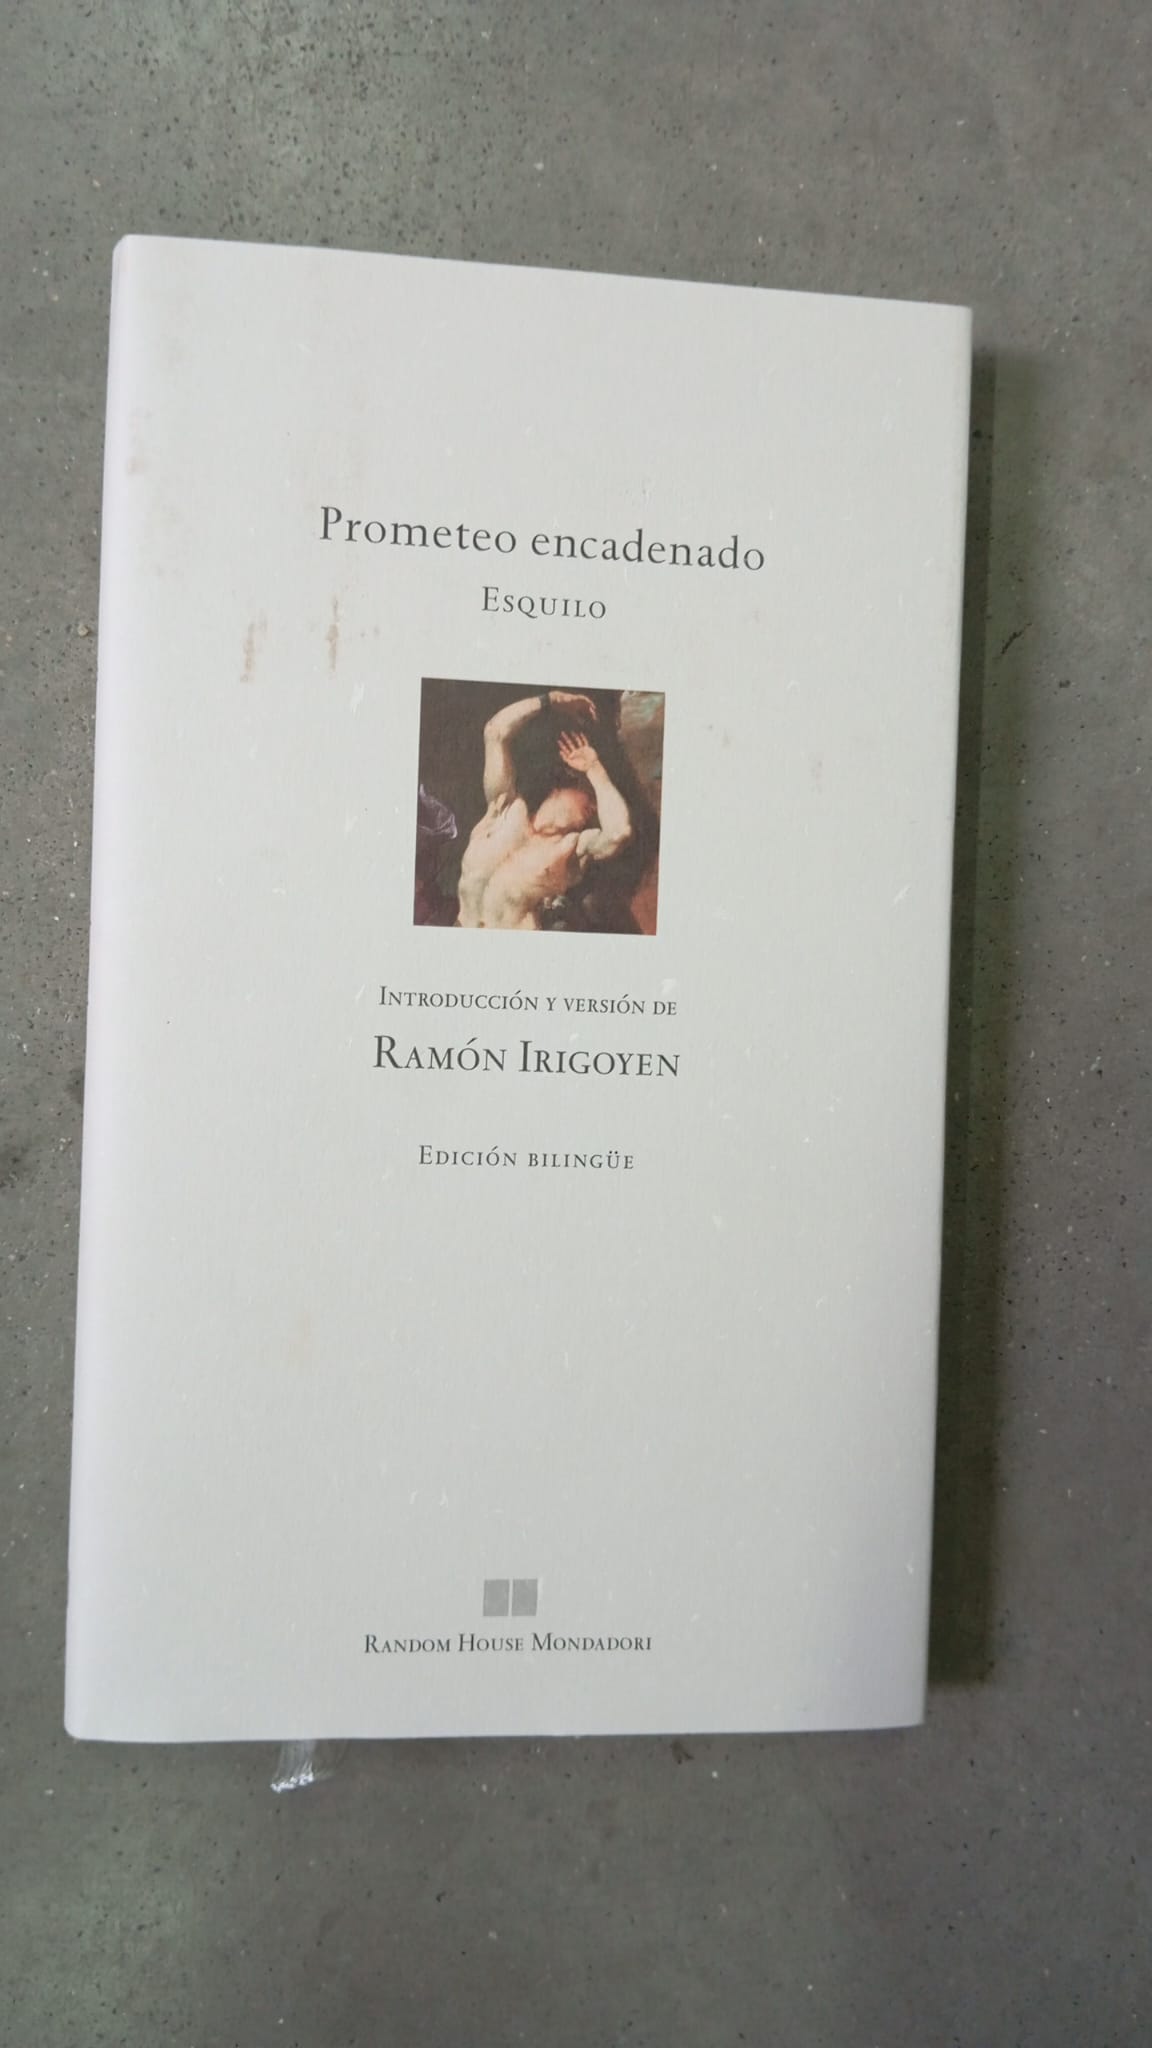 Prometeo encadenado
Esquilo
Introducción y versión de
Ramón Irigoyen
Edición bilingüe
Random House Mondadori